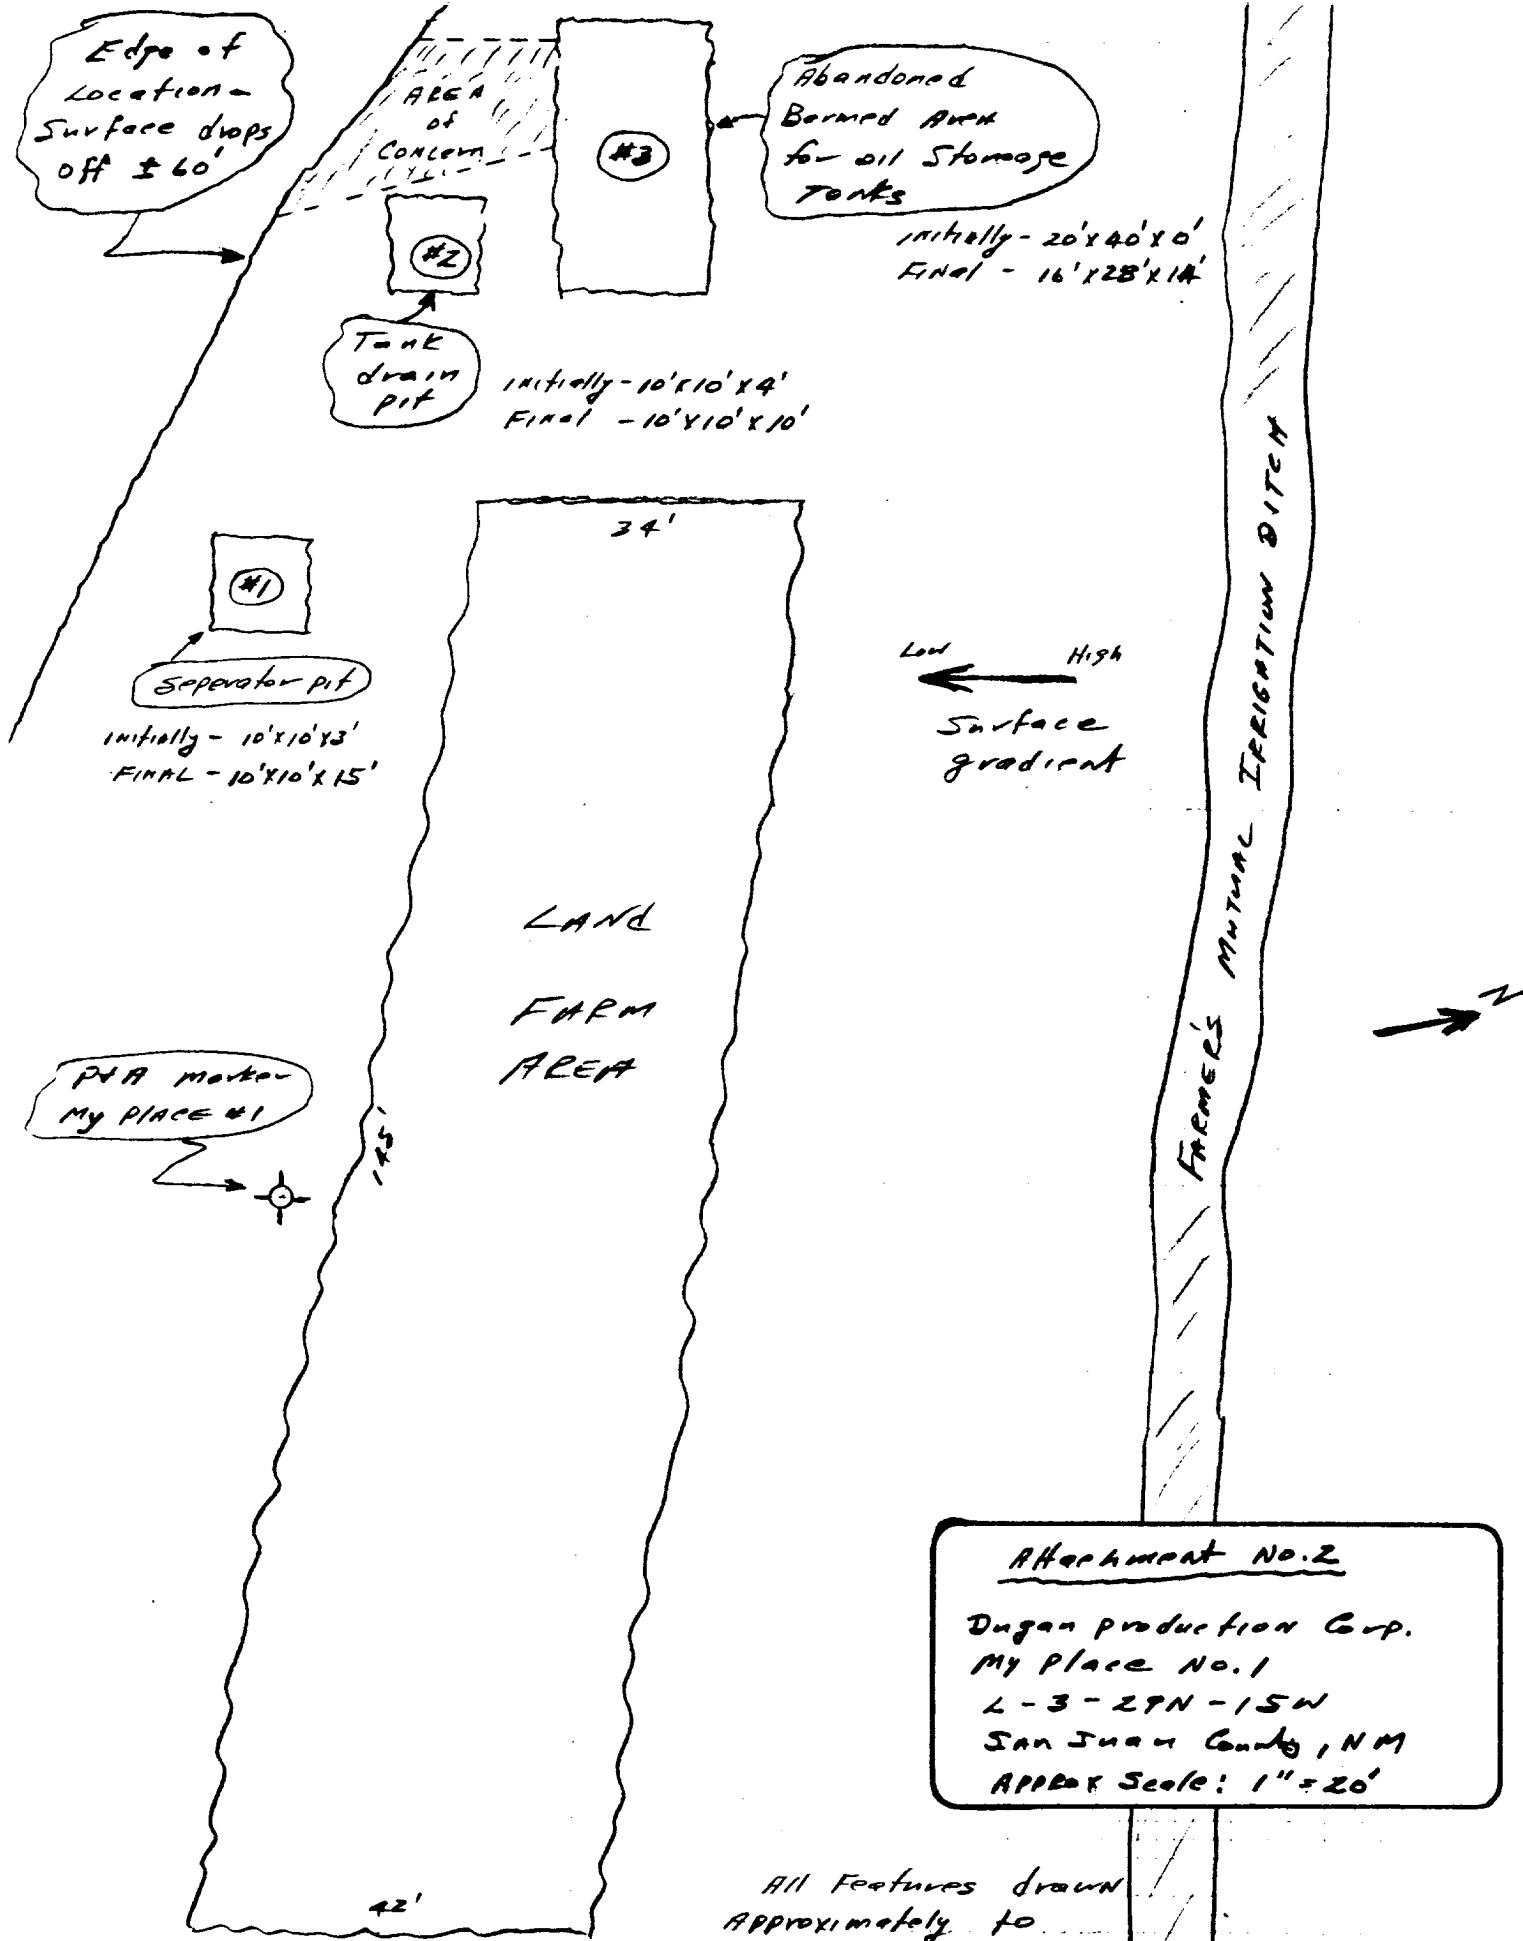 Edge of
Location -
Surface drops
off ± 60'
AREA
of
Concern
#3
Abandoned
Bermed Area
for oil Storage
Tanks
initially - 20'x40'x0'
Final - 16'x28'x14'
#2
Tank
drain
pit
initially - 10'x10'x4'
Final - 10'x10'x10'
34'
#1
Seperator pit
initially - 10'x10'x3'
FINAL - 10'x10'x15'
Low High
Surface
gradient
FARMER'S MUTUAL IRRIGATION DITCH
LANd
FARM
AREA
N
P&A marker
My PLACE #1
145'
Attachment No.2
Dugan production Corp.
My Place No.1
L-3-29N-15W
San Juan County, NM
Approx Scale: 1" = 20'
42'
All Features drawn
Approximately to